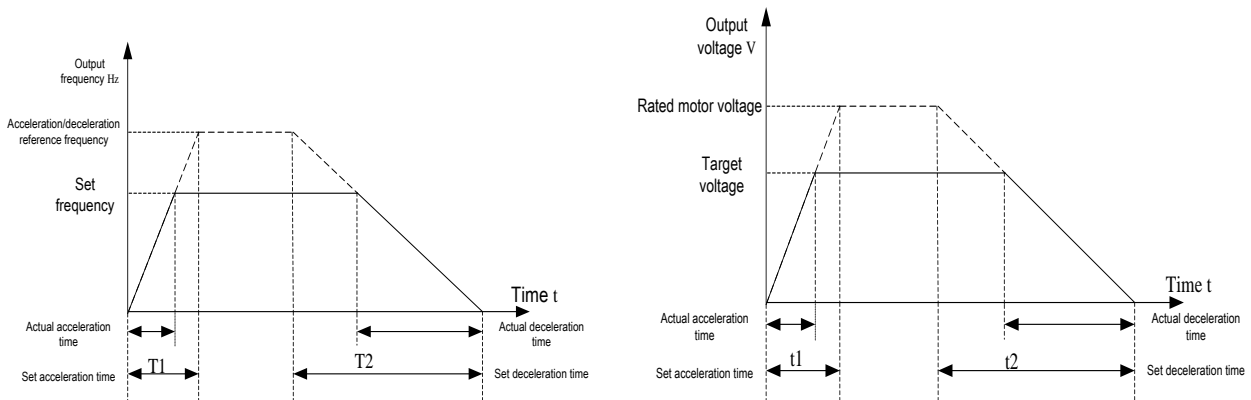 Output
frequency Hz
Acceleration/deceleration
reference frequency
Set
frequency
Time t
Actual acceleration
time
Actual deceleration
time
T1
T2
Set acceleration time
Set deceleration time
Output
voltage V
Rated motor voltage
Target
voltage
Time t
Actual acceleration
time
Actual deceleration
time
t1
t2
Set acceleration time
Set deceleration time